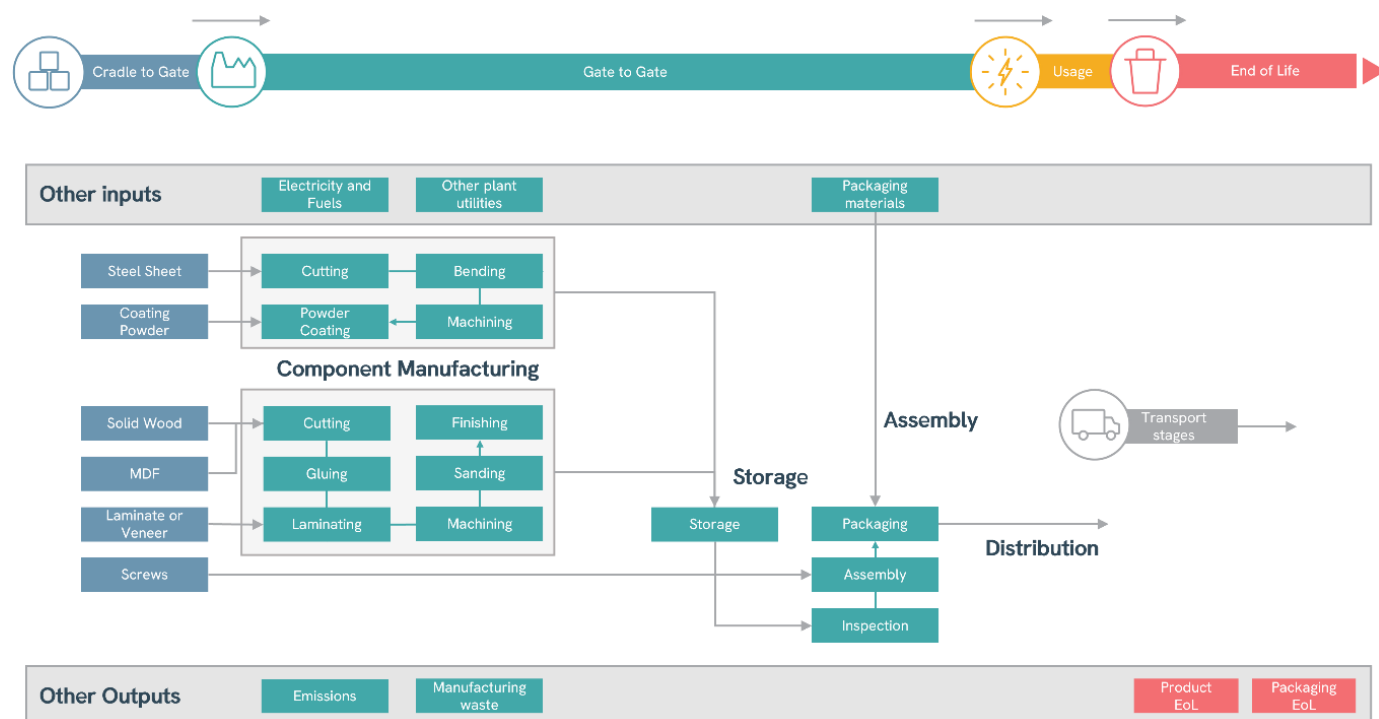 Cradle to Gate
Gate to Gate
Usage
End of Life
Other inputs
Electricity and
Fuels
Other plant
utilities
Packaging
materials
Steel Sheet
Cutting
Bending
Coating
Powder
Powder
Coating
Machining
Component Manufacturing
Solid Wood
Cutting
Finishing
Assembly
Transport
stages
MDF
Gluing
Sanding
Storage
Laminate or
Veneer
Laminating
Machining
Storage
Packaging
Distribution
Screws
Assembly
Inspection
Other Outputs
Emissions
Manufacturing
waste
Product
EoL
Packaging
EoL